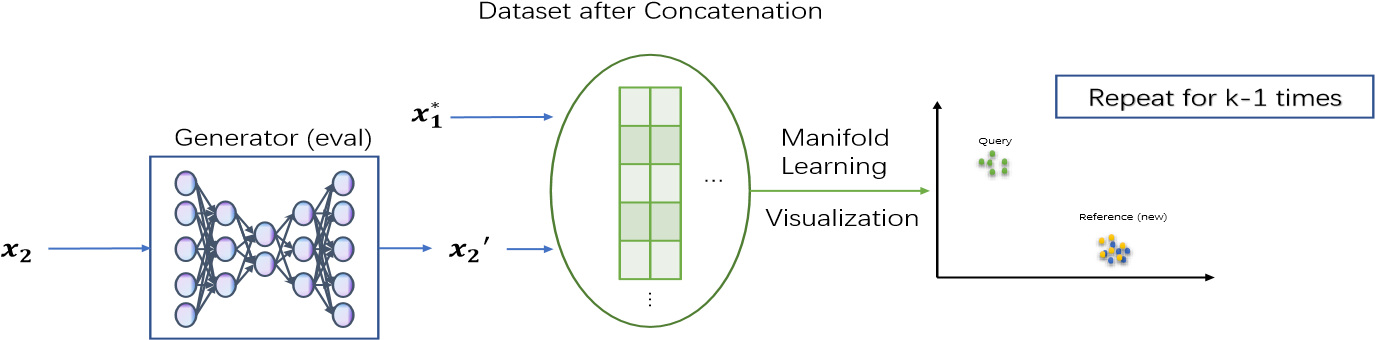 Dataset after Concatenation
Repeat for k-1 times
x₁*
Generator (eval)
Manifold
Learning
Query
...
Visualization
Reference (new)
x₂
x₂′
⋮